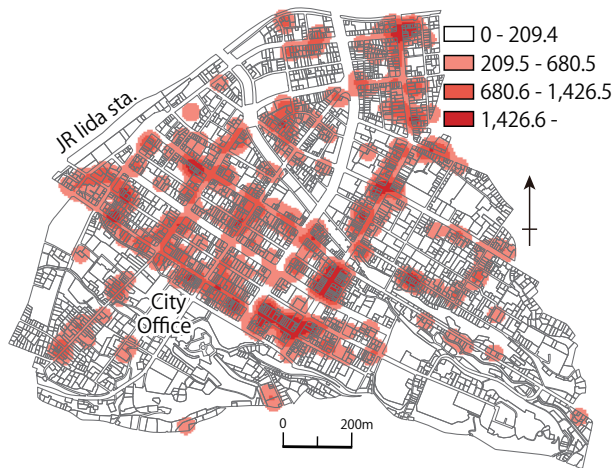 0 - 209.4
209.5 - 680.5
680.6 - 1,426.5
1,426.6 -
JR Iida sta.
City
Office
0 200m